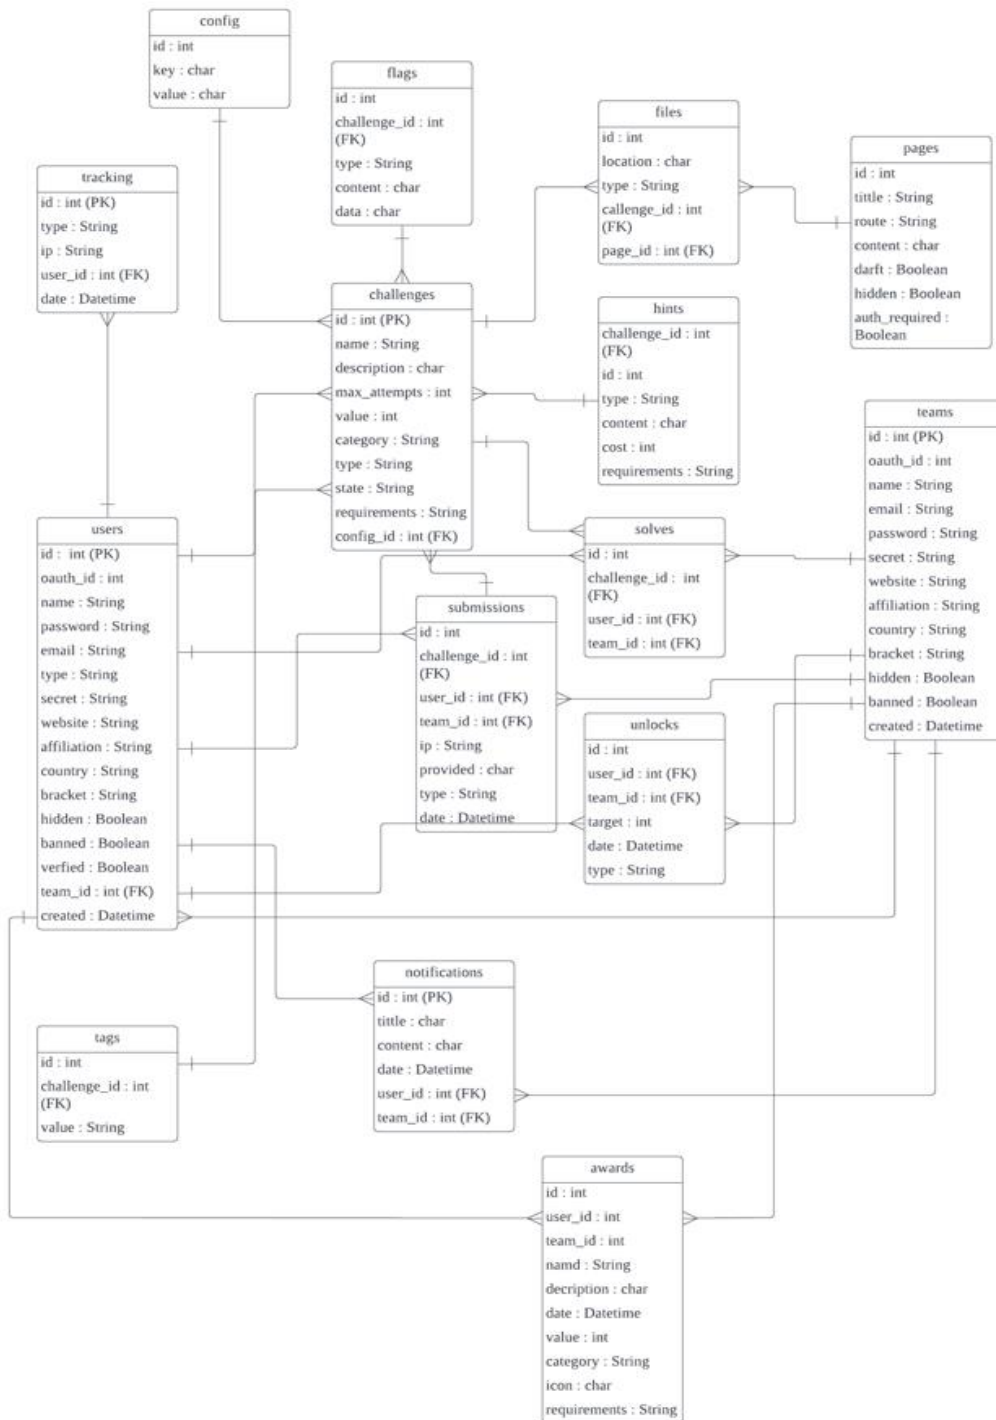 config
id : int
key : char
value : char
flags
id : int
challenge_id : int
(FK)
type : String
content : char
data : char
files
id : int
location : char
type : String
callenge_id : int
(FK)
page_id : int (FK)
pages
id : int
tittle : String
route : String
content : char
darft : Boolean
hidden : Boolean
auth_required :
Boolean
tracking
id : int (PK)
type : String
ip : String
user_id : int (FK)
date : Datetime
challenges
id : int (PK)
name : String
description : char
max_attempts : int
value : int
category : String
type : String
state : String
requirements : String
config_id : int (FK)
hints
challenge_id : int
(FK)
id : int
type : String
content : char
cost : int
requirements : String
teams
id : int (PK)
oauth_id : int
name : String
email : String
password : String
secret : String
website : String
affiliation : String
country : String
bracket : String
hidden : Boolean
banned : Boolean
created : Datetime
users
id : int (PK)
oauth_id : int
name : String
password : String
email : String
type : String
secret : String
website : String
affiliation : String
country : String
bracket : String
hidden : Boolean
banned : Boolean
verfied : Boolean
team_id : int (FK)
created : Datetime
solves
id : int
challenge_id : int
(FK)
user_id : int (FK)
team_id : int (FK)
submissions
id : int
challenge_id : int
(FK)
user_id : int (FK)
team_id : int (FK)
ip : String
provided : char
type : String
date : Datetime
unlocks
id : int
user_id : int (FK)
team_id : int (FK)
target : int
date : Datetime
type : String
notifications
id : int (PK)
tittle : char
content : char
date : Datetime
user_id : int (FK)
team_id : int (FK)
tags
id : int
challenge_id : int
(FK)
value : String
awards
id : int
user_id : int
team_id : int
namd : String
decription : char
date : Datetime
value : int
category : String
icon : char
requirements : String